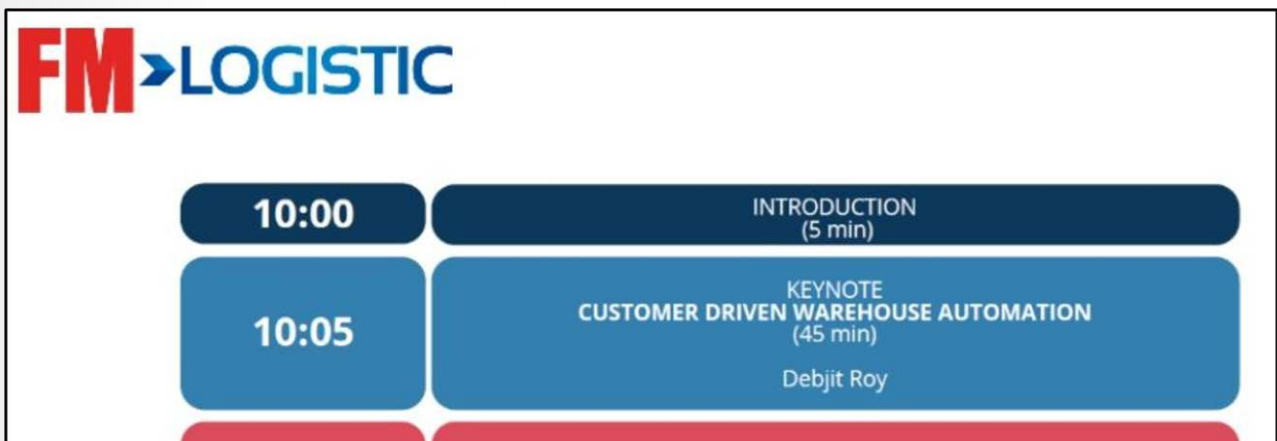 FM LOGISTIC
10:00
INTRODUCTION
(5 min)
10:05
KEYNOTE
CUSTOMER DRIVEN WAREHOUSE AUTOMATION
(45 min)
Debjit Roy